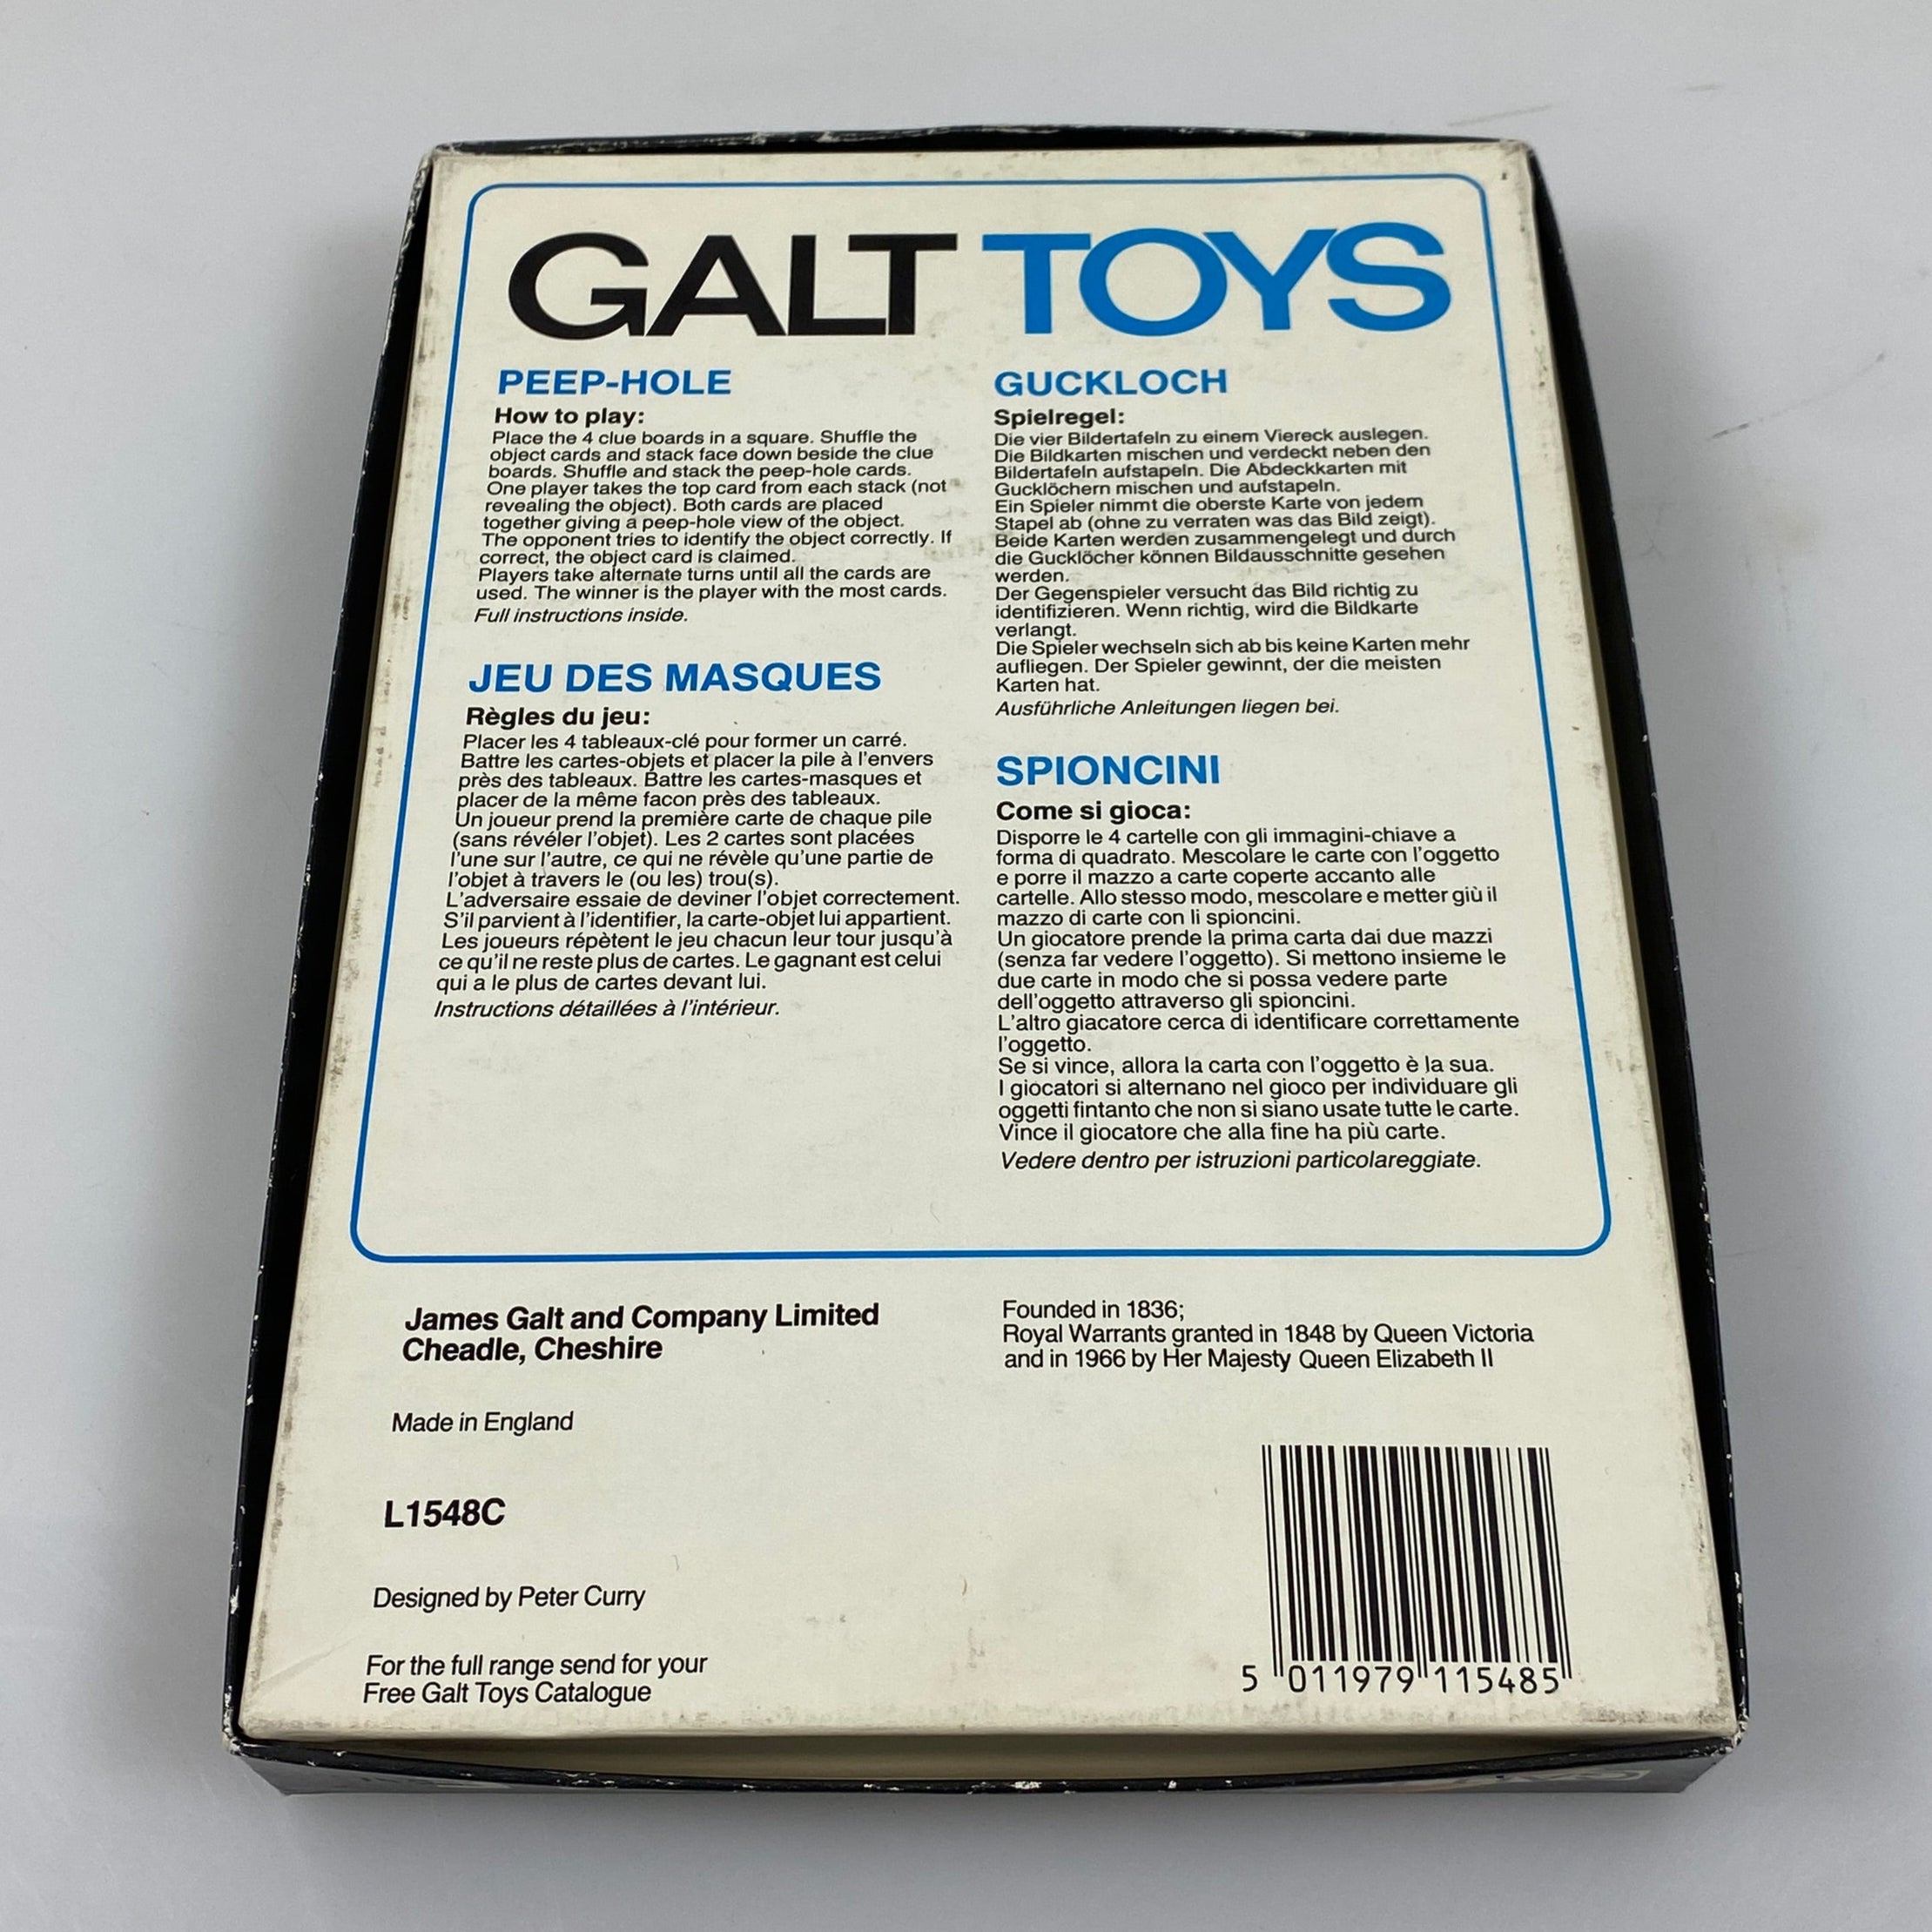 GALT TOYS
PEEP-HOLE
How to play:
Place the 4 clue boards in a square. Shuffle the
object cards and stack face down beside the clue
boards. Shuffle and stack the peep-hole cards.
One player takes the top card from each stack (not
revealing the object). Both cards are placed
together giving a peep-hole view of the object.
The opponent tries to identify the object correctly. If
correct, the object card is claimed.
Players take alternate turns until all the cards are
used. The winner is the player with the most cards.
Full instructions inside.
JEU DES MASQUES
Règles du jeu:
Placer les 4 tableaux-clé pour former un carré.
Battre les cartes-objets et placer la pile à l'envers
près des tableaux. Battre les cartes-masques et
placer de la même facon près des tableaux.
Un joueur prend la première carte de chaque pile
(sans révéler l'objet). Les 2 cartes sont placées
l'une sur l'autre, ce qui ne révèle qu'une partie de
l'objet à travers le (ou les) trou(s).
L'adversaire essaie de deviner l'objet correctement.
S'il parvient à l'identifier, la carte-objet lui appartient.
Les joueurs répètent le jeu chacun leur tour jusqu'à
ce qu'il ne reste plus de cartes. Le gagnant est celui
qui a le plus de cartes devant lui.
Instructions détaillées à l'intérieur.
GUCKLOCH
Spielregel:
Die vier Bildertafeln zu einem Viereck auslegen.
Die Bildkarten mischen und verdeckt neben den
Bildertafeln aufstapeln. Die Abdeckkarten mit
Gucklöchern mischen und aufstapeln.
Ein Spieler nimmt die oberste Karte von jedem
Stapel ab (ohne zu verraten was das Bild zeigt).
Beide Karten werden zusammengelegt und durch
die Gucklöcher können Bildausschnitte gesehen
werden.
Der Gegenspieler versucht das Bild richtig zu
identifizieren. Wenn richtig, wird die Bildkarte
verlangt.
Die Spieler wechseln sich ab bis keine Karten mehr
aufliegen. Der Spieler gewinnt, der die meisten
Karten hat.
Ausführliche Anleitungen liegen bei.
SPIONCINI
Come si gioca:
Disporre le 4 cartelle con gli immagini-chiave a
forma di quadrato. Mescolare le carte con l'oggetto
e porre il mazzo a carte coperte accanto alle
cartelle. Allo stesso modo, mescolare e metter giù il
mazzo di carte con li spioncini.
Un giocatore prende la prima carta dai due mazzi
(senza far vedere l'oggetto). Si mettono insieme le
due carte in modo che si possa vedere parte
dell'oggetto attraverso gli spioncini.
L'altro giacatore cerca di identificare correttamente
l'oggetto.
Se si vince, allora la carta con l'oggetto è la sua.
I giocatori si alternano nel gioco per individuare gli
oggetti fintanto che non si siano usate tutte le carte.
Vince il giocatore che alla fine ha più carte.
Vedere dentro per istruzioni particolareggiate.
James Galt and Company Limited
Cheadle, Cheshire
Made in England
L1548C
Designed by Peter Curry
For the full range send for your
Free Galt Toys Catalogue
Founded in 1836;
Royal Warrants granted in 1848 by Queen Victoria
and in 1966 by Her Majesty Queen Elizabeth II
5 011979 115485